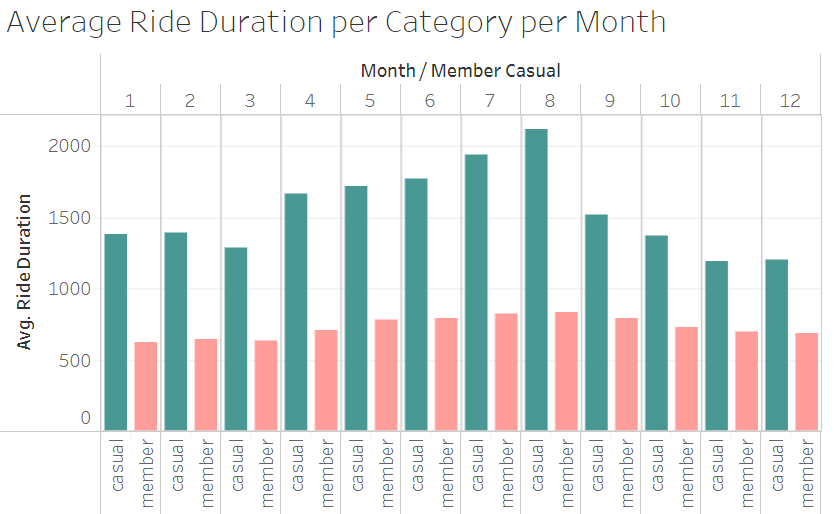 Average Ride Duration per Category per Month
Month / Member Casual
1 2 3 4 5 6 7 8 9 10 11 12
Avg. Ride Duration
2000
1500
1000
500
0
casual member casual member casual member casual member casual member casual member casual member casual member casual member casual member casual member casual member